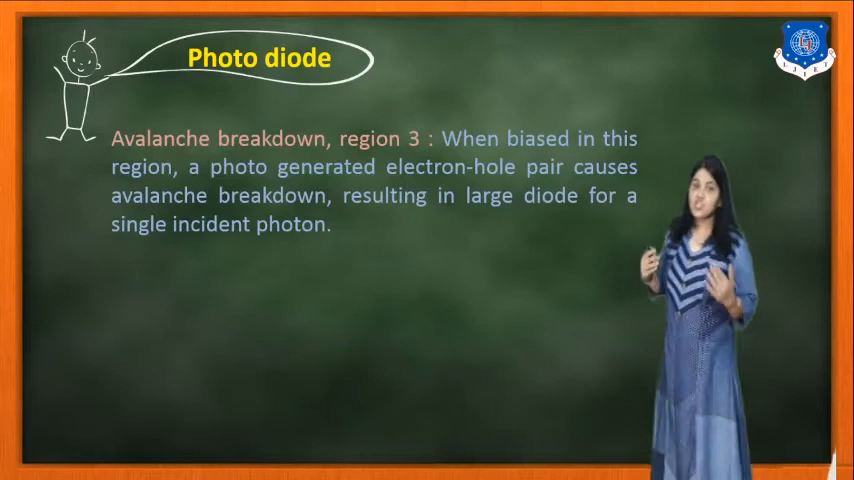 Photo diode
Avalanche breakdown, region 3 : When biased in this
region, a photo generated electron-hole pair causes
avalanche breakdown, resulting in large diode for a
single incident photon.
LJIET